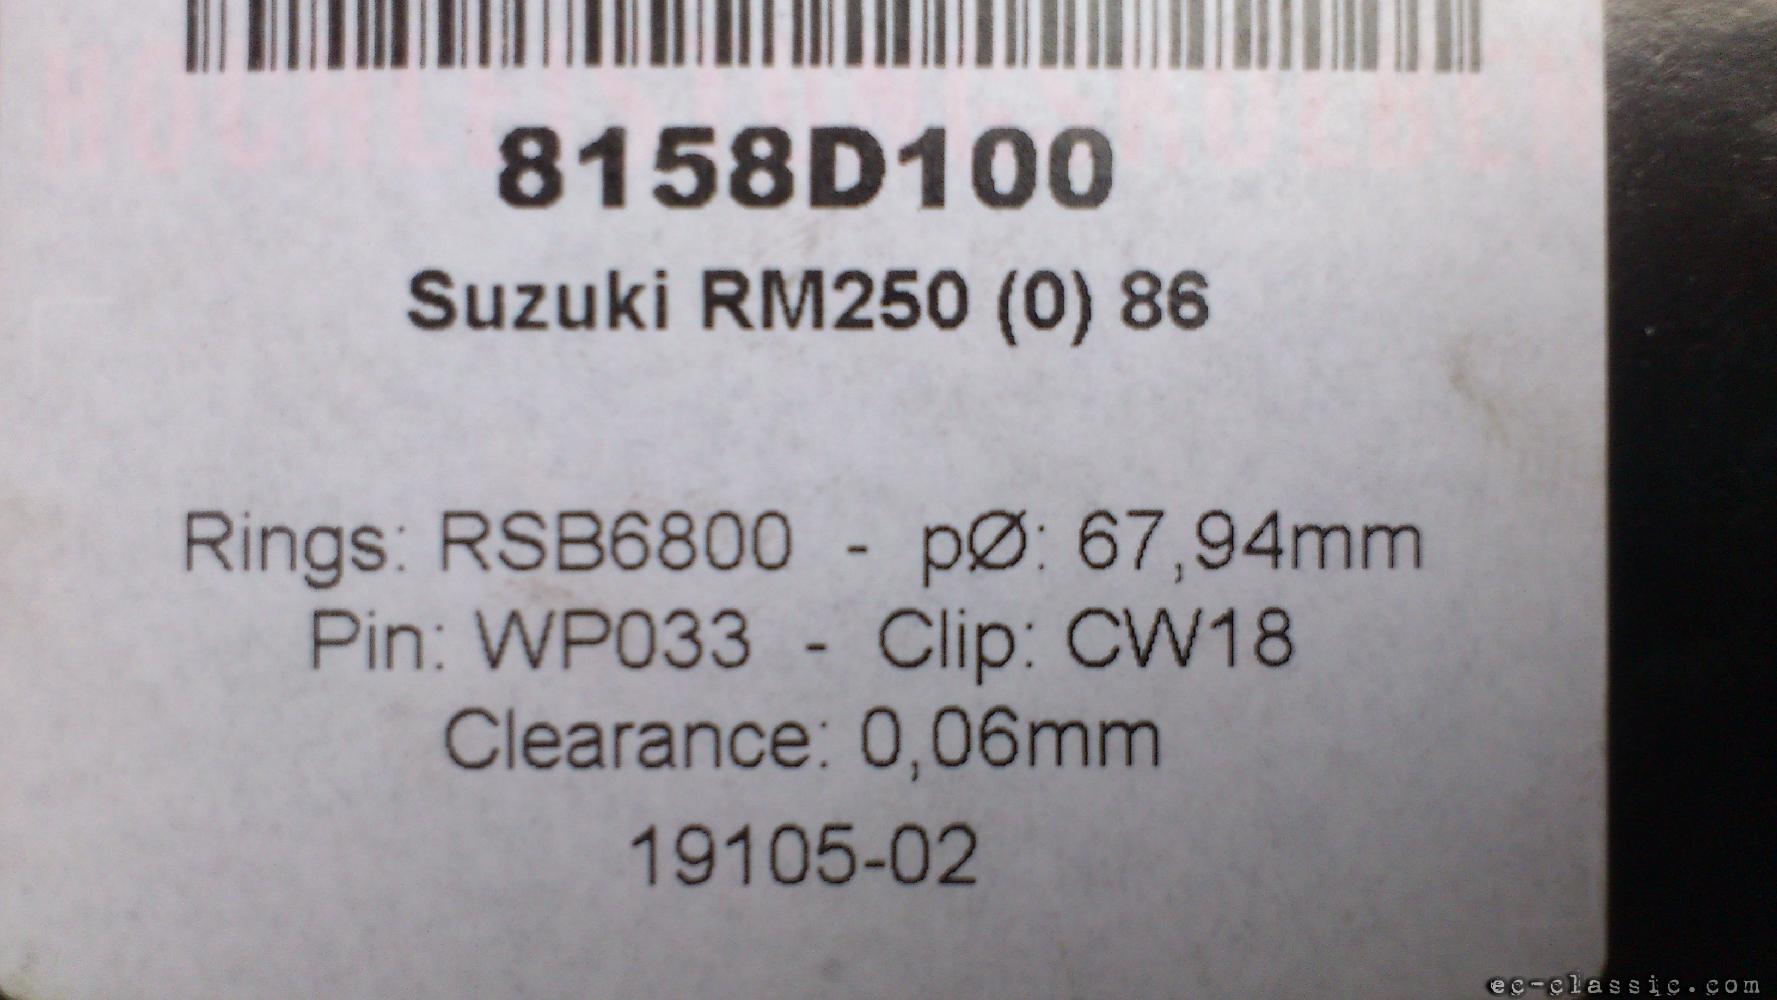 8158D100
Suzuki RM250 (0) 86
Rings: RSB6800 - pØ: 67,94mm
Pin: WP033 - Clip: CW18
Clearance: 0,06mm
19105-02
ec-classic.com